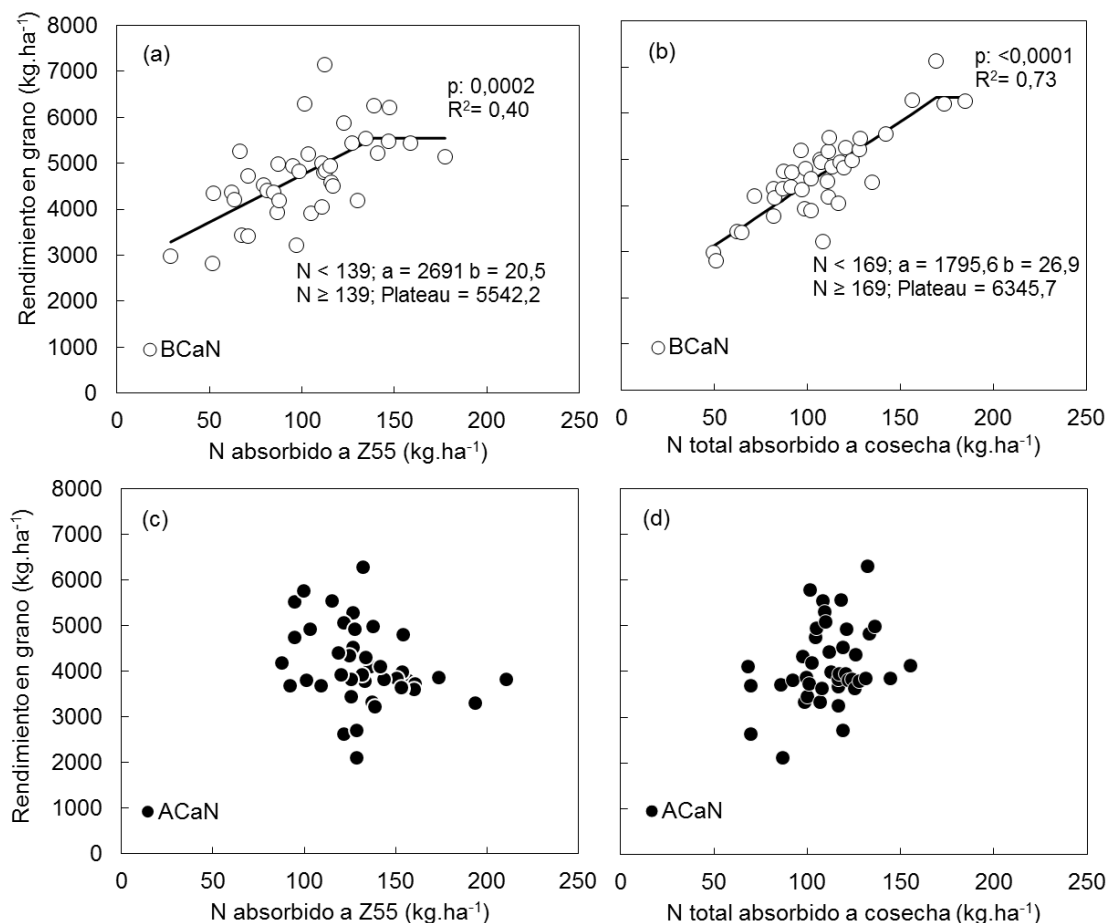 (a)
p: 0,0002
R²= 0,40
N < 139; a = 2691 b = 20,5
N ≥ 139; Plateau = 5542,2
BCaN
Rendimiento en grano (kg.ha⁻¹)
8000
7000
6000
5000
4000
3000
2000
1000
0
0 50 100 150 200 250
N absorbido a Z55 (kg.ha⁻¹)
(b)
p: <0,0001
R²= 0,73
N < 169; a = 1795,6 b = 26,9
N ≥ 169; Plateau = 6345,7
BCaN
0 50 100 150 200 250
N total absorbido a cosecha (kg.ha⁻¹)
(c)
ACaN
Rendimiento en grano (kg.ha⁻¹)
8000
7000
6000
5000
4000
3000
2000
1000
0
0 50 100 150 200 250
N absorbido a Z55 (kg.ha⁻¹)
(d)
ACaN
0 50 100 150 200 250
N total absorbido a cosecha (kg.ha⁻¹)